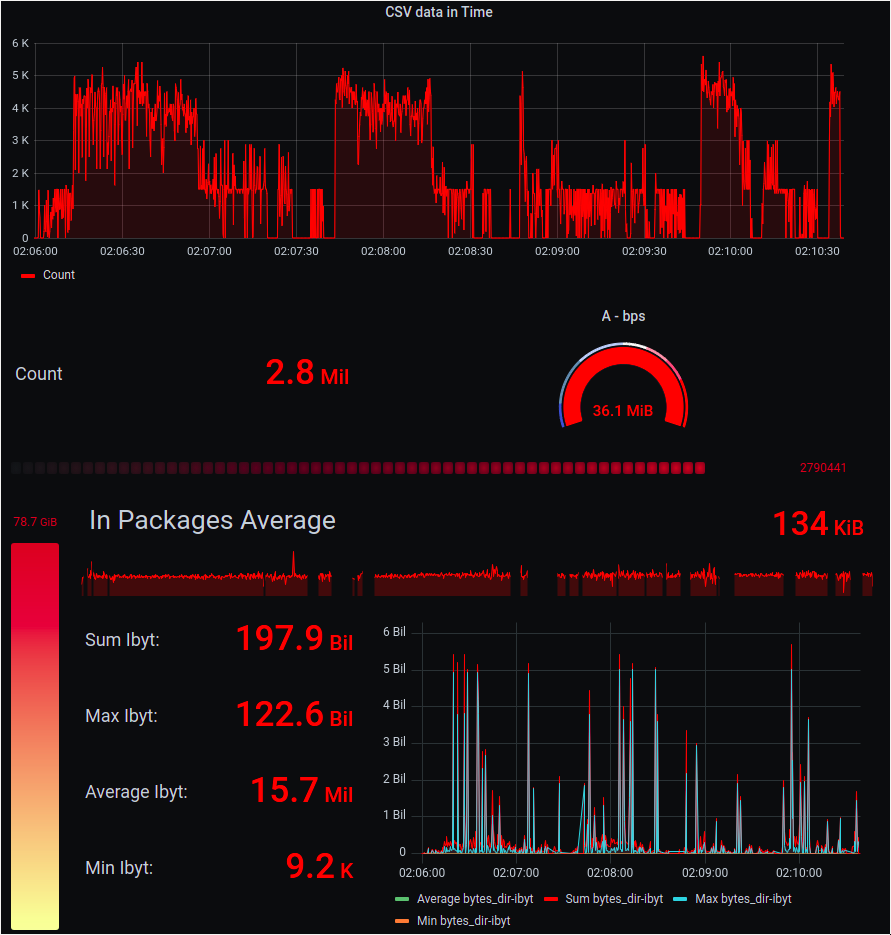 CSV data in Time
6 K
5 K
4 K
3 K
2 K
1 K
0
02:06:00 02:06:30 02:07:00 02:07:30 02:08:00 02:08:30 02:09:00 02:09:30 02:10:00 02:10:30
Count
A - bps
Count 2.8 Mil
36.1 MiB
2790441
78.7 GiB
In Packages Average 134 KiB
Sum Ibyt: 197.9 Bil
Max Ibyt: 122.6 Bil
Average Ibyt: 15.7 Mil
Min Ibyt: 9.2 K
6 Bil
5 Bil
4 Bil
3 Bil
2 Bil
1 Bil
0
02:06:00 02:07:00 02:08:00 02:09:00 02:10:00
Average bytes_dir-ibyt Sum bytes_dir-ibyt Max bytes_dir-ibyt
Min bytes_dir-ibyt